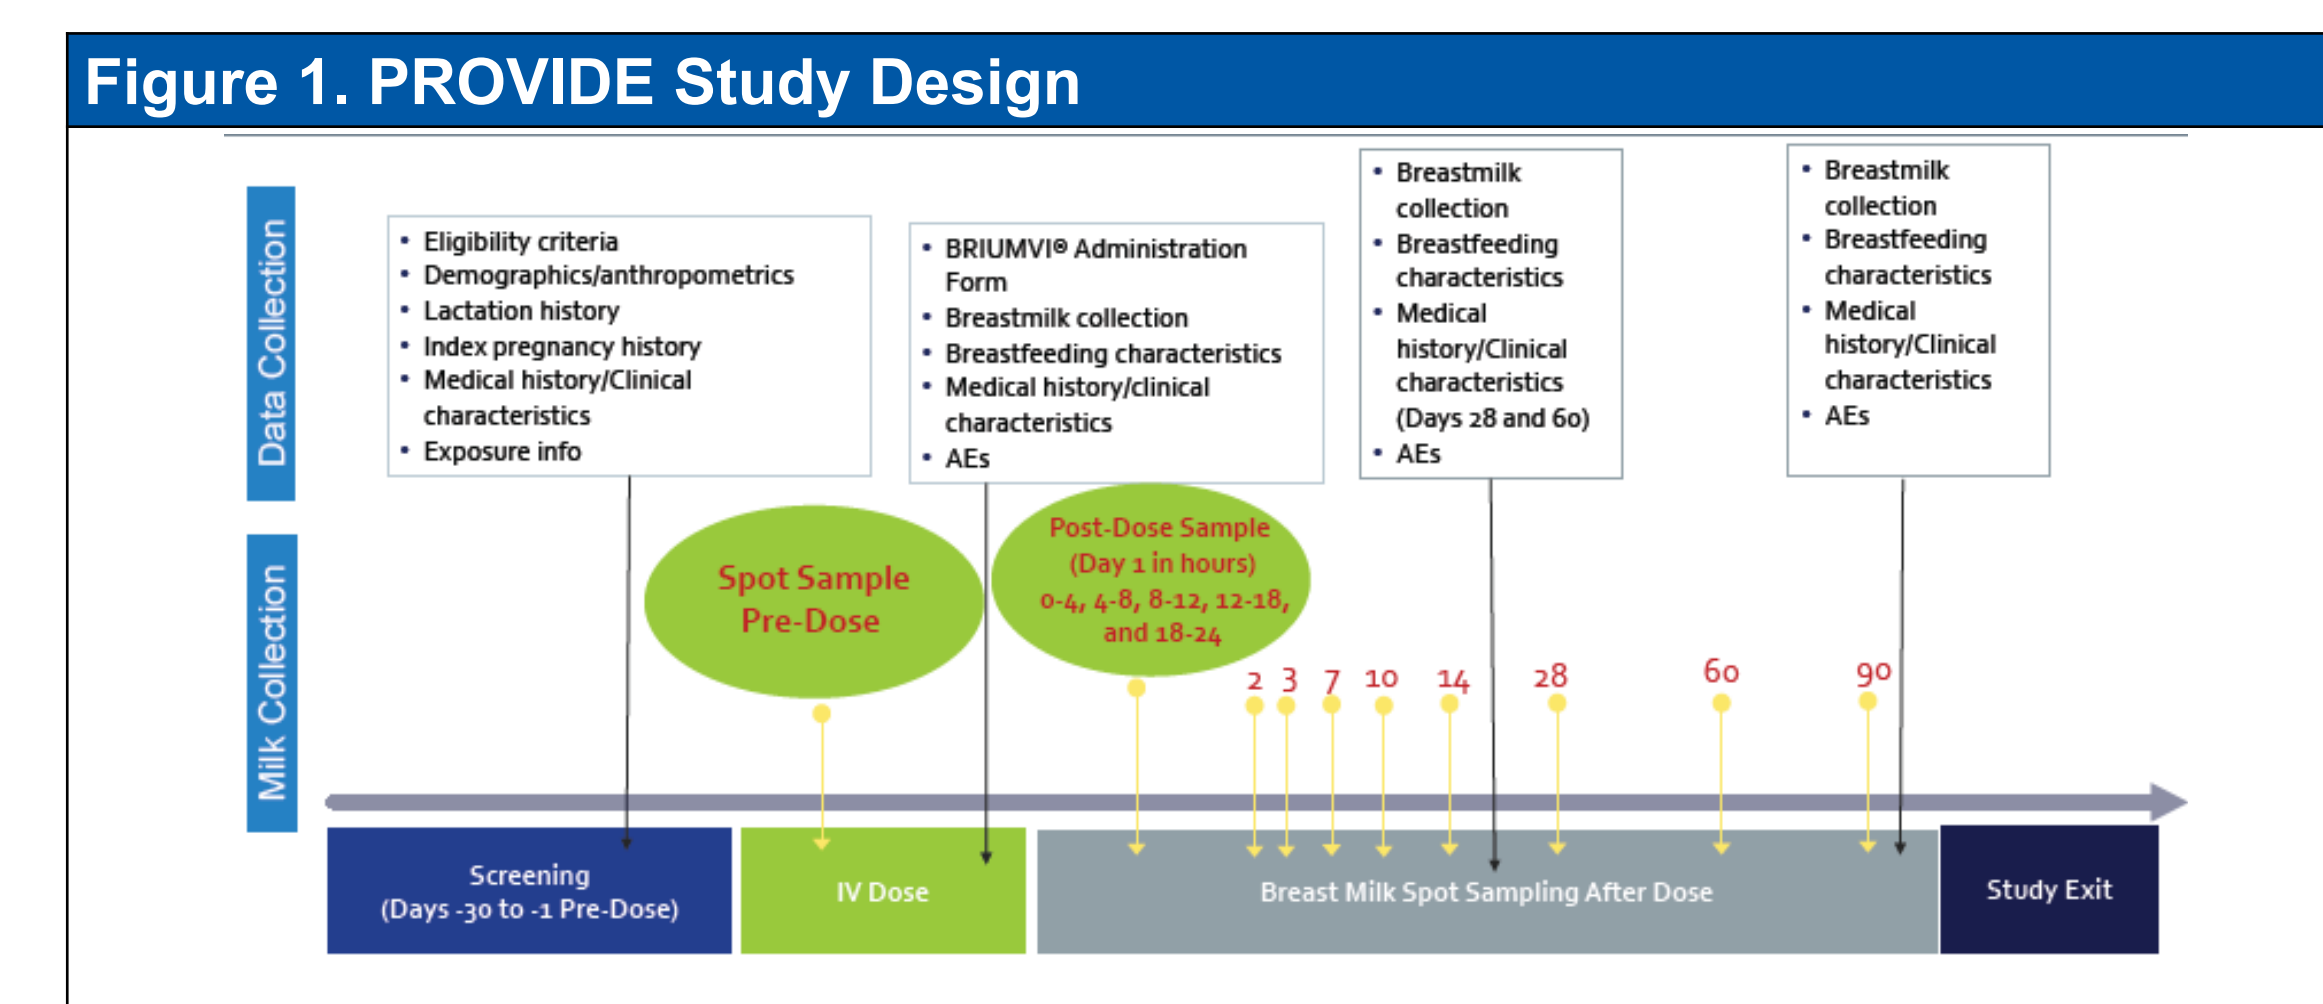 Figure 1. PROVIDE Study Design
Data Collection
• Eligibility criteria
• Demographics/anthropometrics
• Lactation history
• Index pregnancy history
• Medical history/Clinical
characteristics
• Exposure info
• BRIUMVI® Administration
Form
• Breastmilk collection
• Breastfeeding characteristics
• Medical history/clinical
characteristics
• AEs
• Breastmilk
collection
• Breastfeeding
characteristics
• Medical
history/Clinical
characteristics
(Days 28 and 60)
• AEs
• Breastmilk
collection
• Breastfeeding
characteristics
• Medical
history/Clinical
characteristics
• AEs
Milk Collection
Spot Sample
Pre-Dose
Post-Dose Sample
(Day 1 in hours)
0-4, 4-8, 8-12, 12-18,
and 18-24
2 3 7 10 14 28 60 90
Screening
(Days -30 to -1 Pre-Dose)
IV Dose
Breast Milk Spot Sampling After Dose
Study Exit